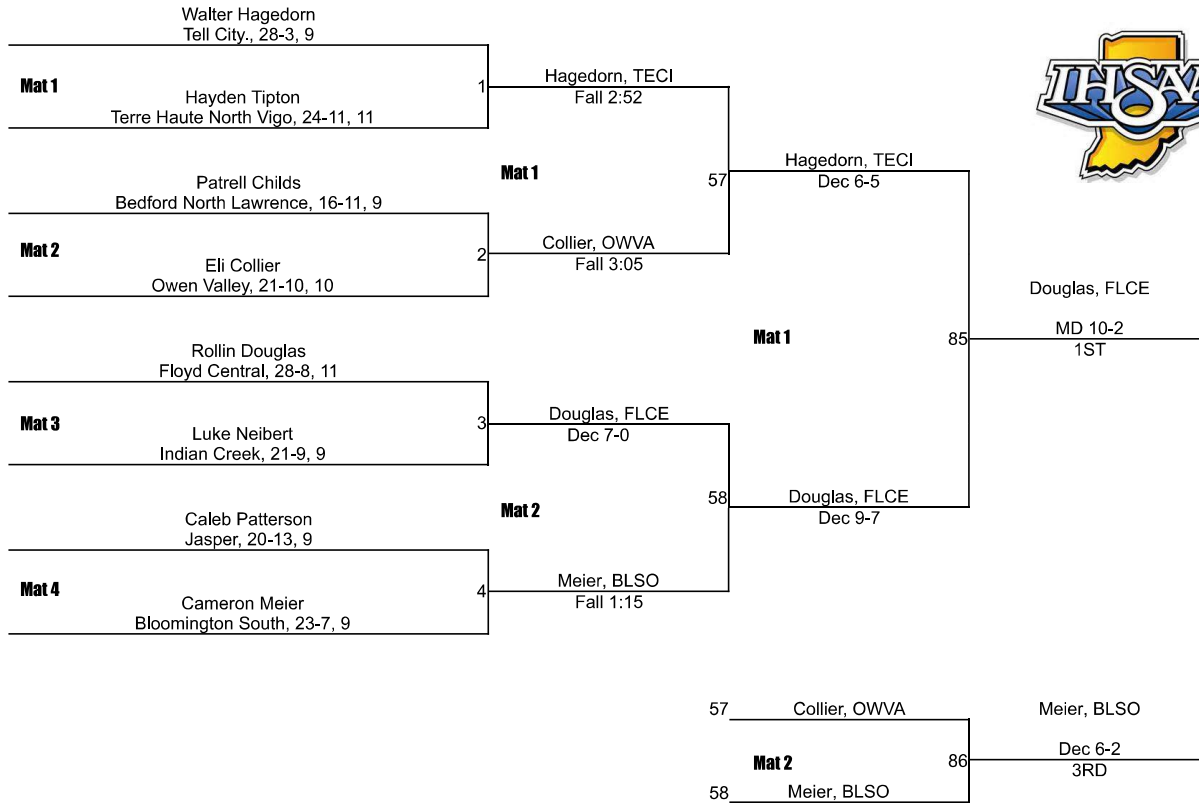 Walter Hagedorn
Tell City., 28-3, 9
Mat 1
Hayden Tipton
Terre Haute North Vigo, 24-11, 11
1
Hagedorn, TECI
Fall 2:52
Patrell Childs
Bedford North Lawrence, 16-11, 9
Mat 2
Eli Collier
Owen Valley, 21-10, 10
2
Collier, OWVA
Fall 3:05
Mat 1
57
Hagedorn, TECI
Dec 6-5
Rollin Douglas
Floyd Central, 28-8, 11
Mat 3
Luke Neibert
Indian Creek, 21-9, 9
3
Douglas, FLCE
Dec 7-0
Caleb Patterson
Jasper, 20-13, 9
Mat 4
Cameron Meier
Bloomington South, 23-7, 9
4
Meier, BLSO
Fall 1:15
Mat 2
58
Douglas, FLCE
Dec 9-7
Mat 1
85
Douglas, FLCE
MD 10-2
1ST
57
Collier, OWVA
Mat 2
58
Meier, BLSO
86
Meier, BLSO
Dec 6-2
3RD
IHSAA